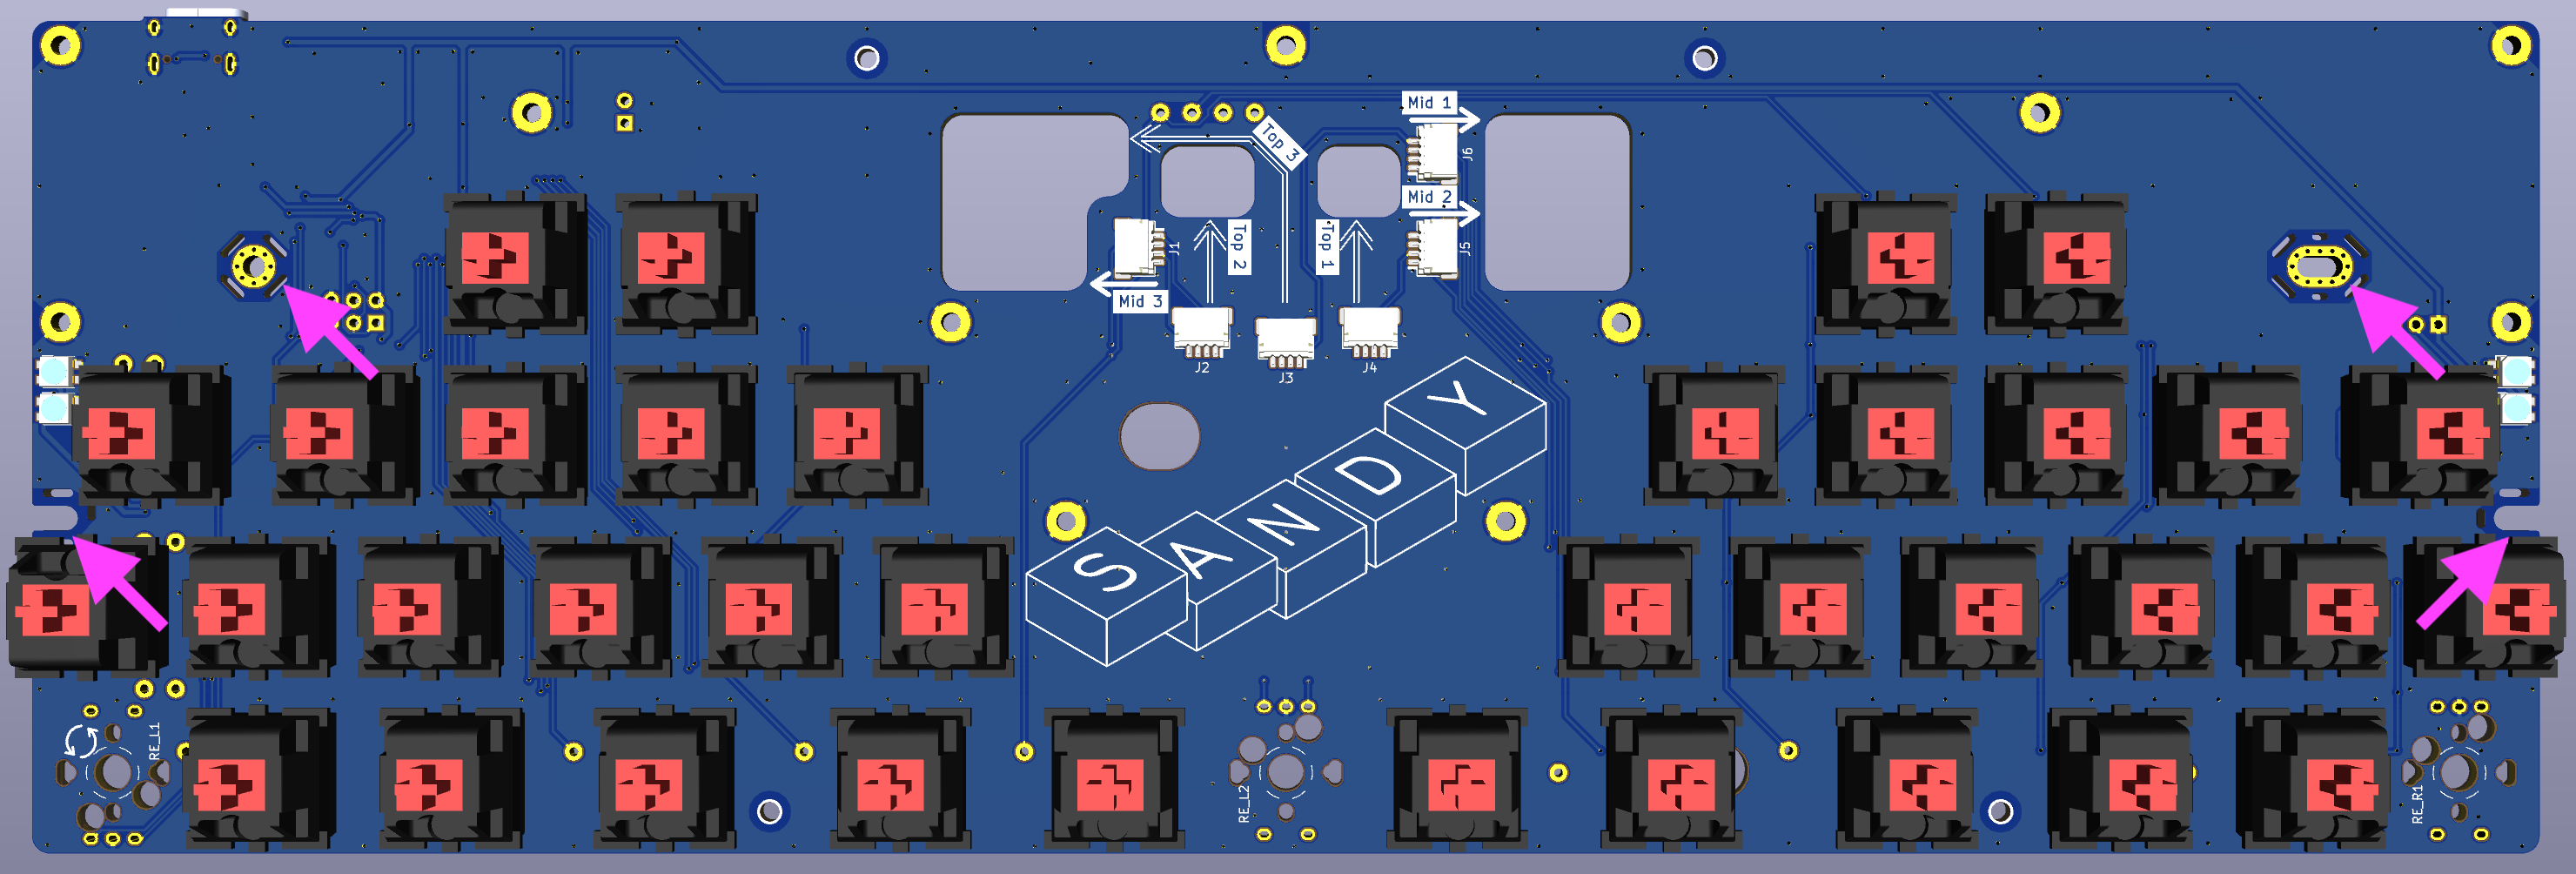 Mid 1
Top 3
J6
Mid 2
J1
Top 2
Top 1
J5
Mid 3
J2
J3
J4
SANDY
RE_L1
RE_L2
RE_R1